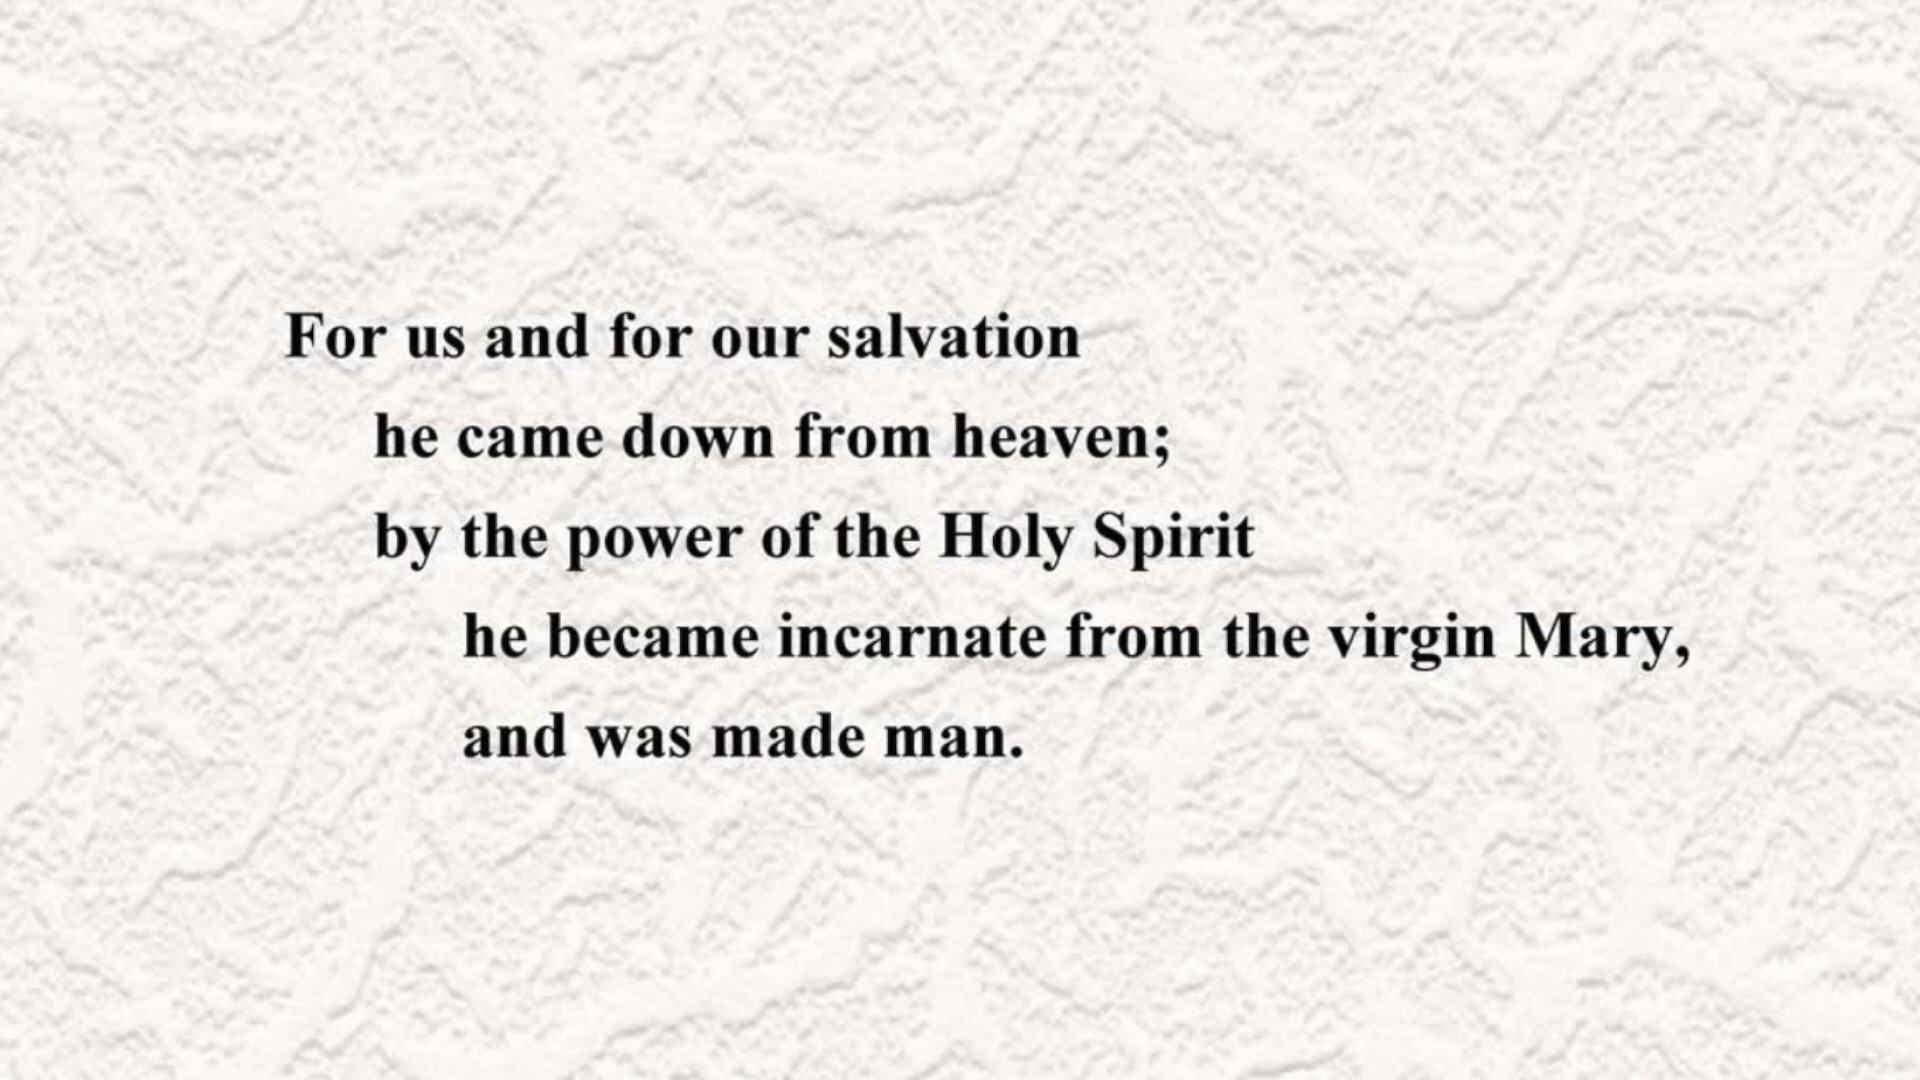 For us and for our salvation
he came down from heaven;
by the power of the Holy Spirit
he became incarnate from the virgin Mary,
and was made man.